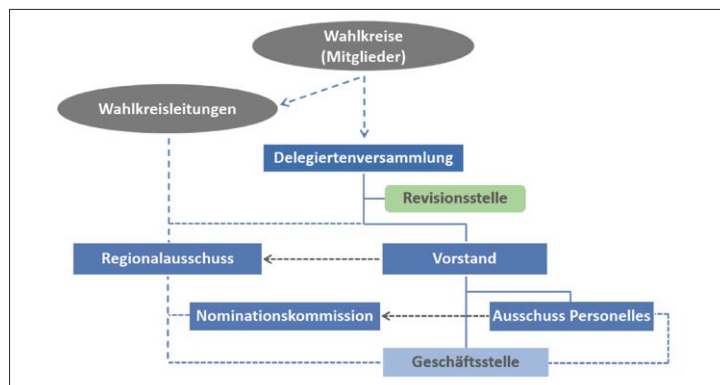 Wahlkreise
(Mitglieder)
Wahlkreisleitungen
Delegiertenversammlung
Revisionsstelle
Regionalausschuss
Vorstand
Nominationskommission
Ausschuss Personelles
Geschäftsstelle